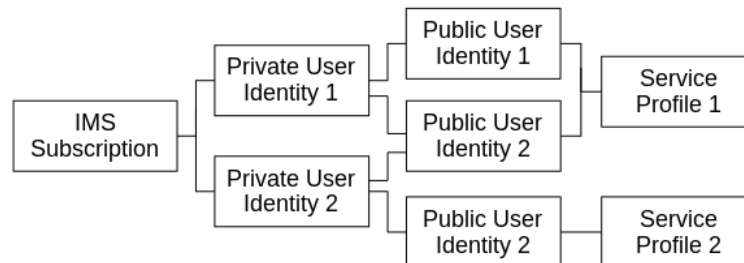 IMS
Subscription
Private User
Identity 1
Private User
Identity 2
Public User
Identity 1
Public User
Identity 2
Public User
Identity 2
Service
Profile 1
Service
Profile 2